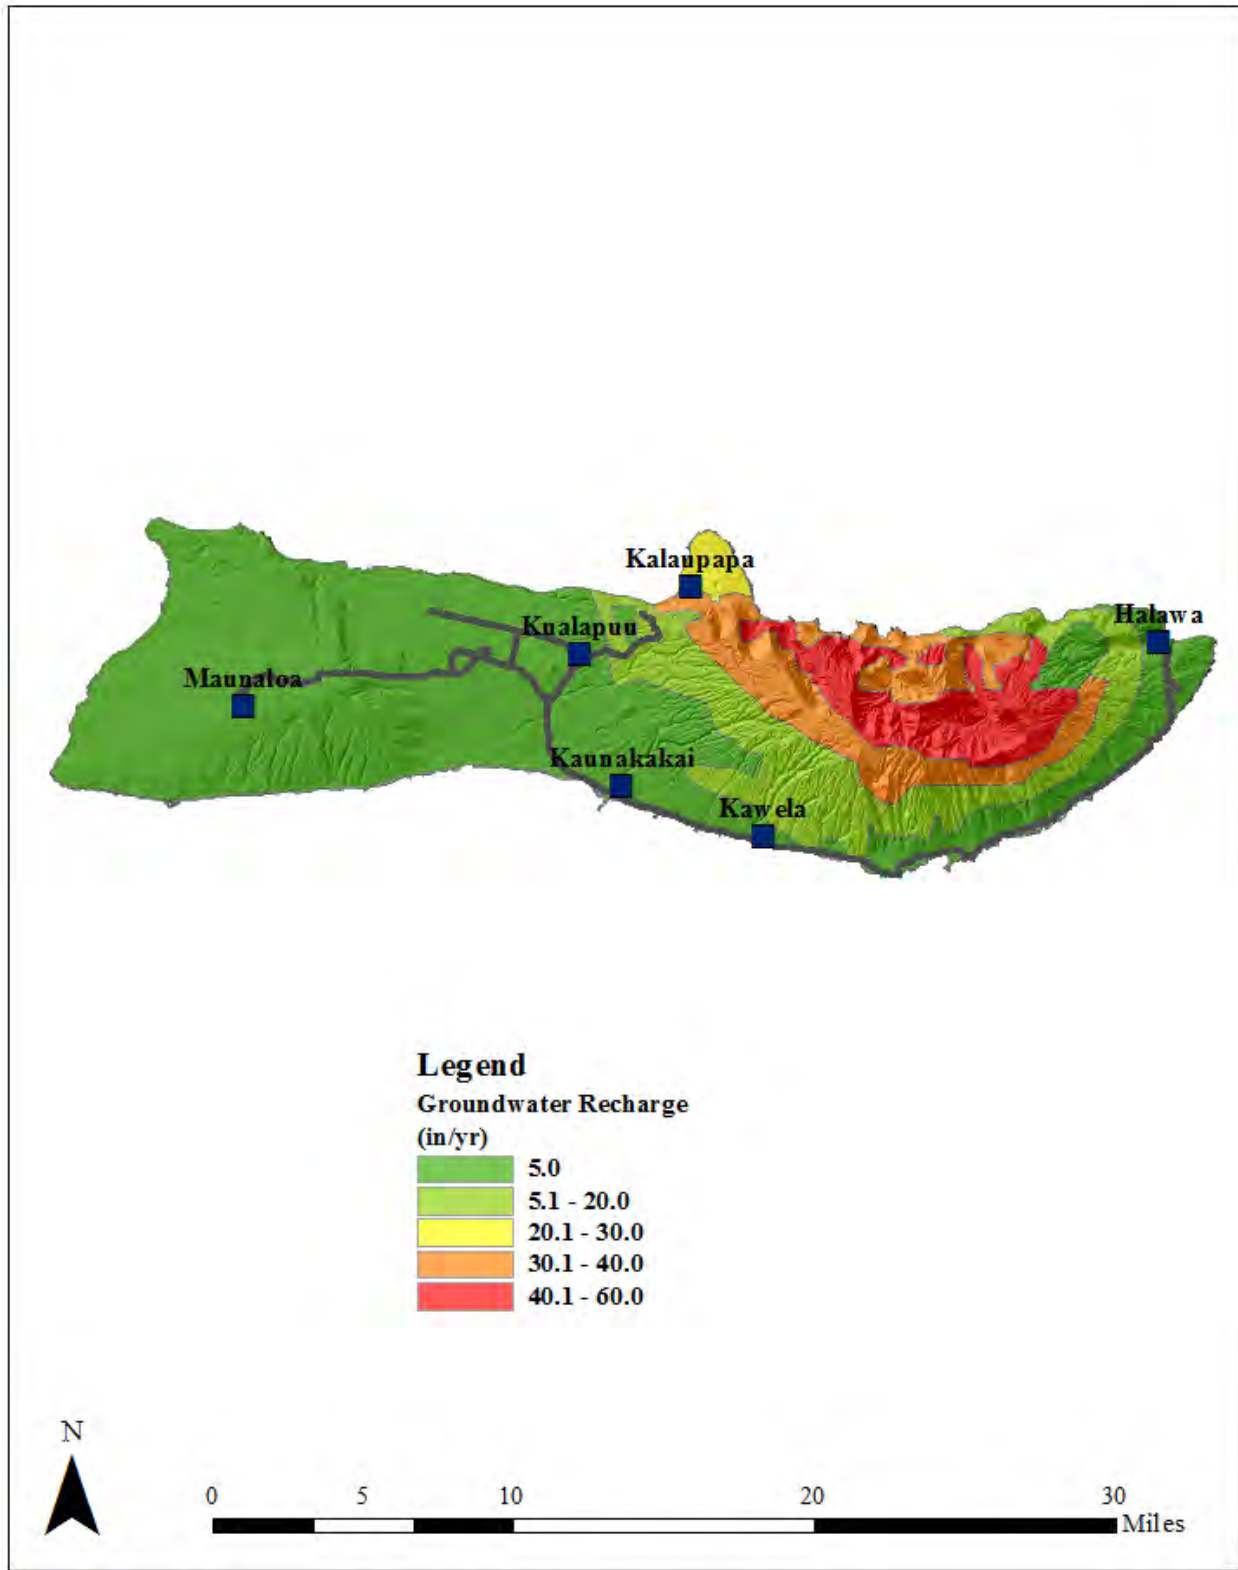 Kalaupapa
Halawa
Kualapuu
Maunaloa
Kaunakakai
Kawela
Legend
Groundwater Recharge
(in/yr)
5.0
5.1 - 20.0
20.1 - 30.0
30.1 - 40.0
40.1 - 60.0
N
0 5 10 20 30
Miles